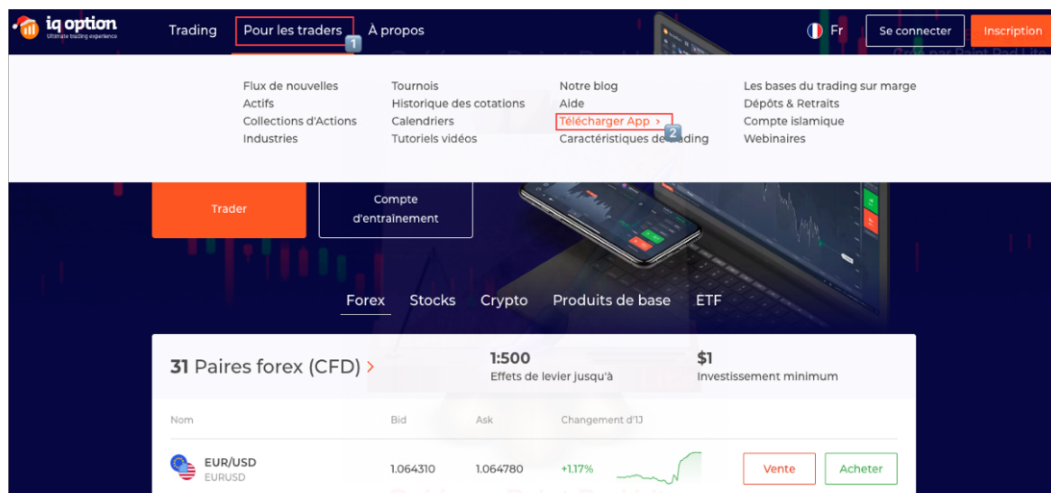 iq option
Ultimate trading experience
Trading
Pour les traders
1
À propos
Fr
Se connecter
Inscription
Flux de nouvelles
Actifs
Collections d'Actions
Industries
Tournois
Historique des cotations
Calendriers
Tutoriels vidéos
Notre blog
Aide
Télécharger App >
2
Caractéristiques de trading
Les bases du trading sur marge
Dépôts & Retraits
Compte islamique
Webinaires
Trader
Compte
d'entraînement
Forex
Stocks
Crypto
Produits de base
ETF
31 Paires forex (CFD) >
1:500
Effets de levier jusqu'à
$1
Investissement minimum
Nom
Bid
Ask
Changement d'1J
EUR/USD
EURUSD
1.064310
1.064780
+1.17%
Vente
Acheter